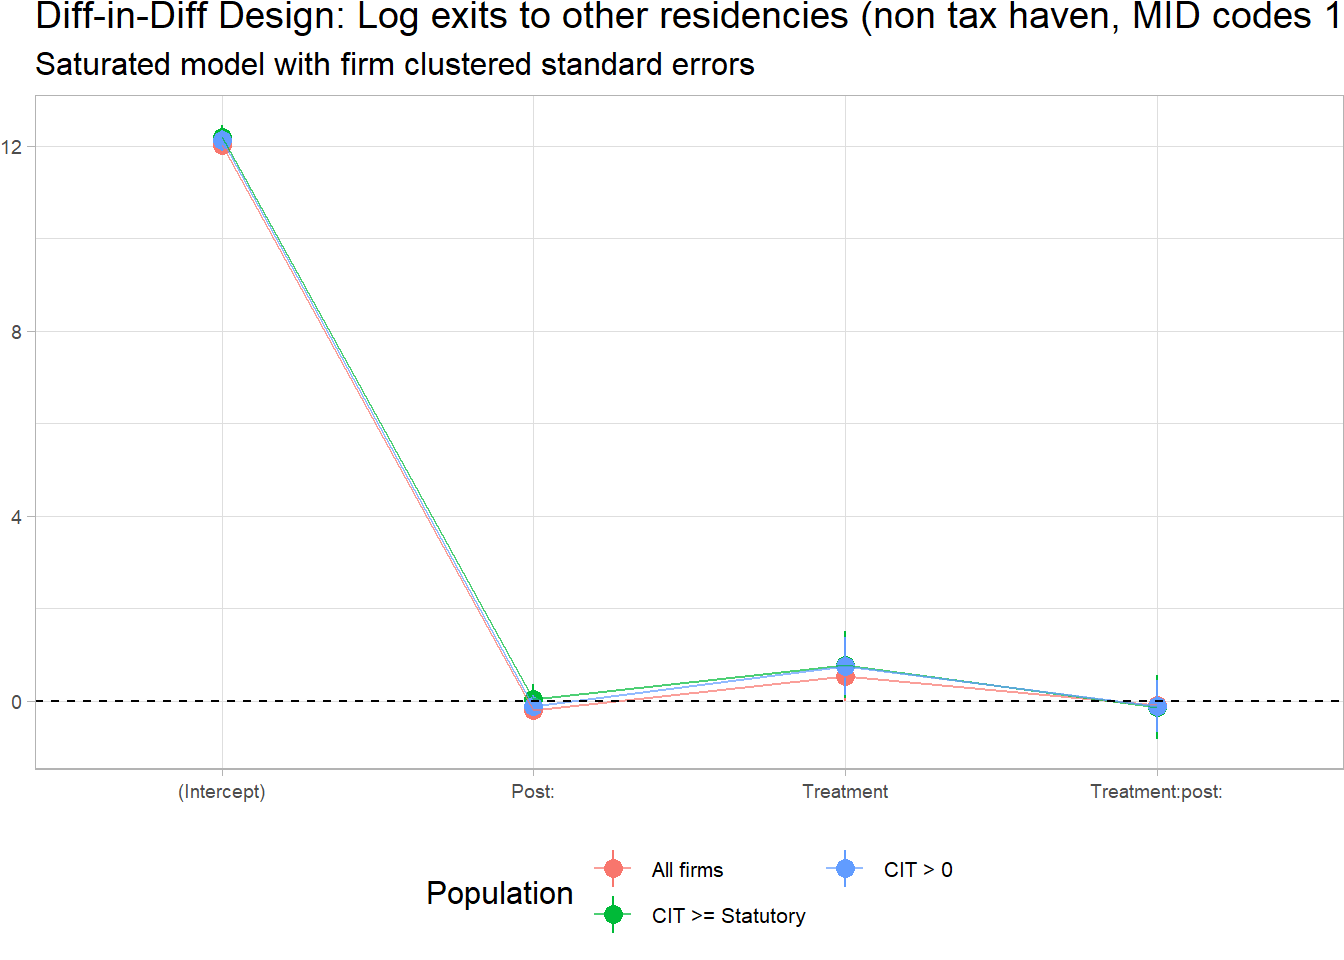 Diff-in-Diff Design: Log exits to other residencies (non tax haven, MID codes 1
Saturated model with firm clustered standard errors
12
8
4
0
(Intercept) Post: Treatment Treatment:post:
Population
All firms CIT > 0
CIT >= Statutory